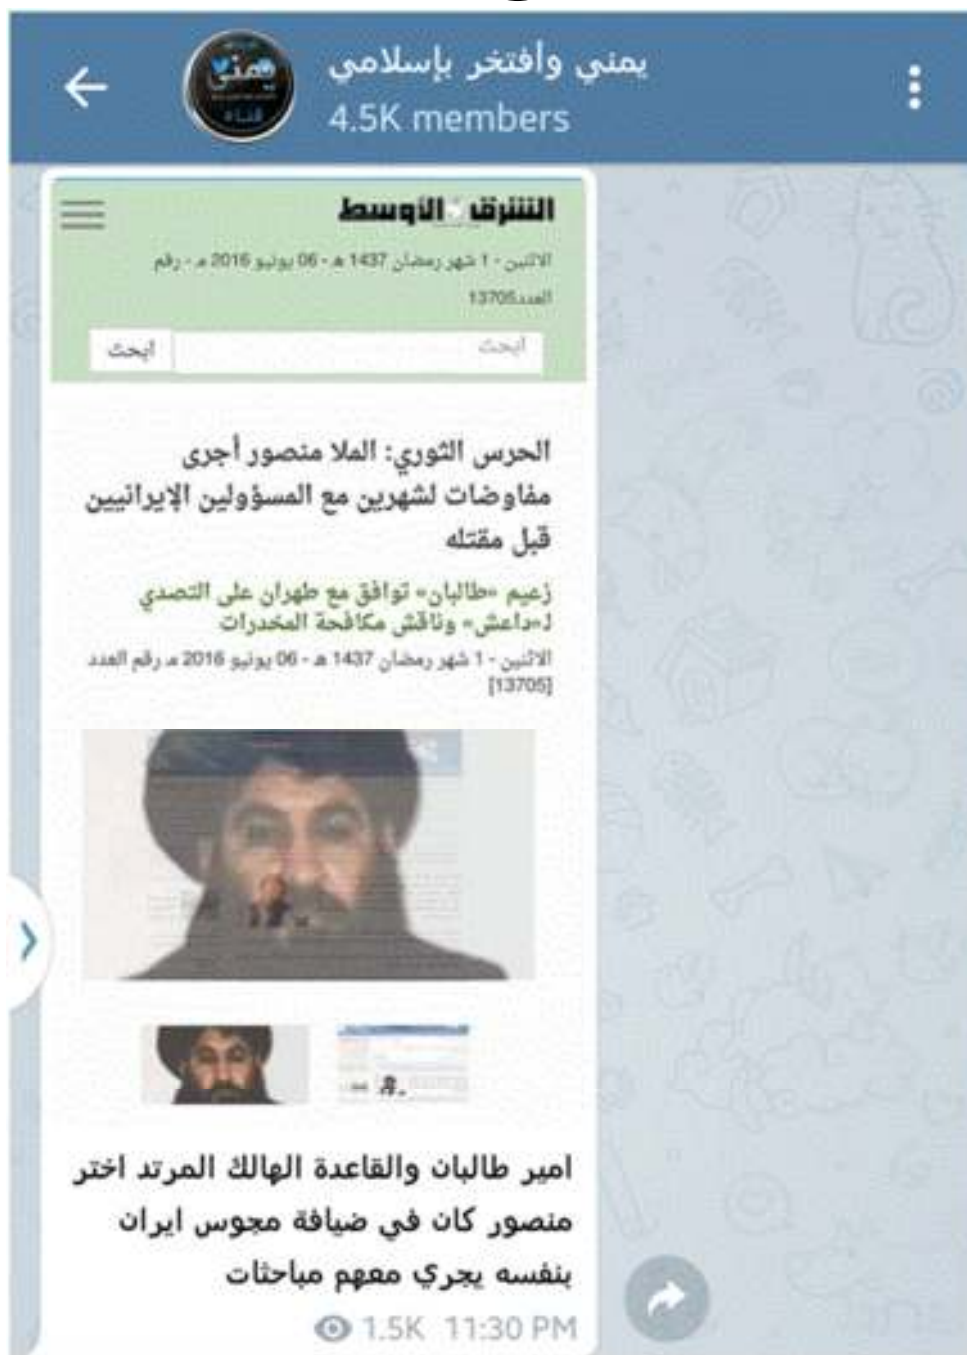 يمني وأفتخر بإسلامي
4.5K members
يمني
قناة
الشرق الأوسط
الاثنين - 1 شهر رمضان 1437 هـ - 06 يونيو 2016 مـ - رقم
العدد13705
ابحث
ابحث
الحرس الثوري: الملا منصور أجرى
مفاوضات لشهرين مع المسؤولين الإيرانيين
قبل مقتله
زعيم «طالبان» توافق مع طهران على التصدي
لـ«داعش» وناقش مكافحة المخدرات
الاثنين - 1 شهر رمضان 1437 هـ - 06 يونيو 2016 مـ رقم العدد
[13705]
امير طالبان والقاعدة الهالك المرتد اختر
منصور كان في ضيافة مجوس ايران
بنفسه يجري معهم مباحثات
1.5K 11:30 PM